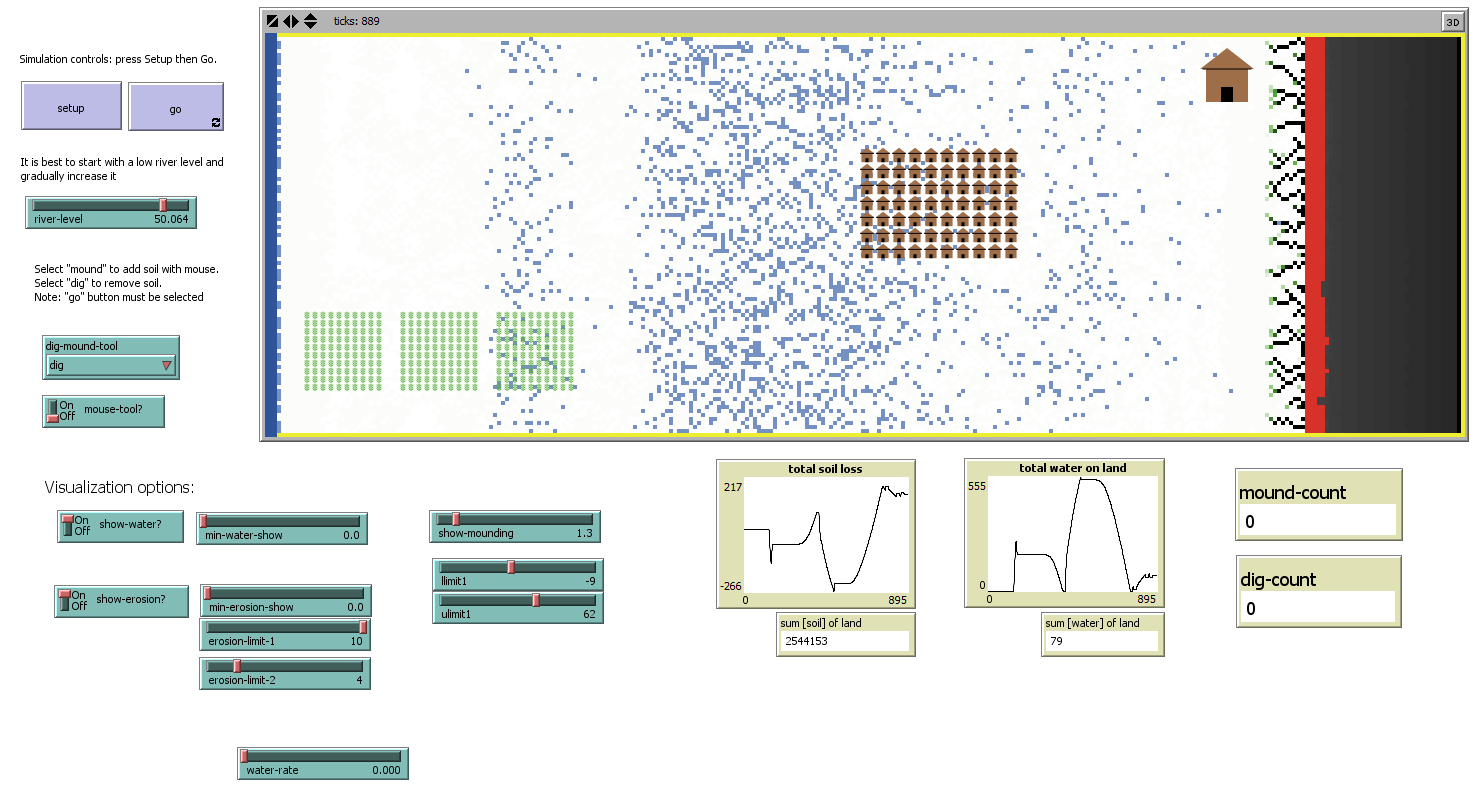 ticks: 889
3D
Simulation controls: press Setup then Go.
setup
go
It is best to start with a low river level and
gradually increase it
river-level 50.064
Select "mound" to add soil with mouse.
Select "dig" to remove soil.
Note: "go" button must be selected
dig-mound-tool
dig
On
Off
mouse-tool?
Visualization options:
On
Off
show-water?
min-water-show 0.0
show-mounding 1.3
llimit1 -9
ulimit1 62
On
Off
show-erosion?
min-erosion-show 0.0
erosion-limit-1 10
erosion-limit-2 4
water-rate 0.000
total soil loss
217
-266
0 895
sum [soil] of land
2544153
total water on land
555
0
0 895
sum [water] of land
79
mound-count
0
dig-count
0